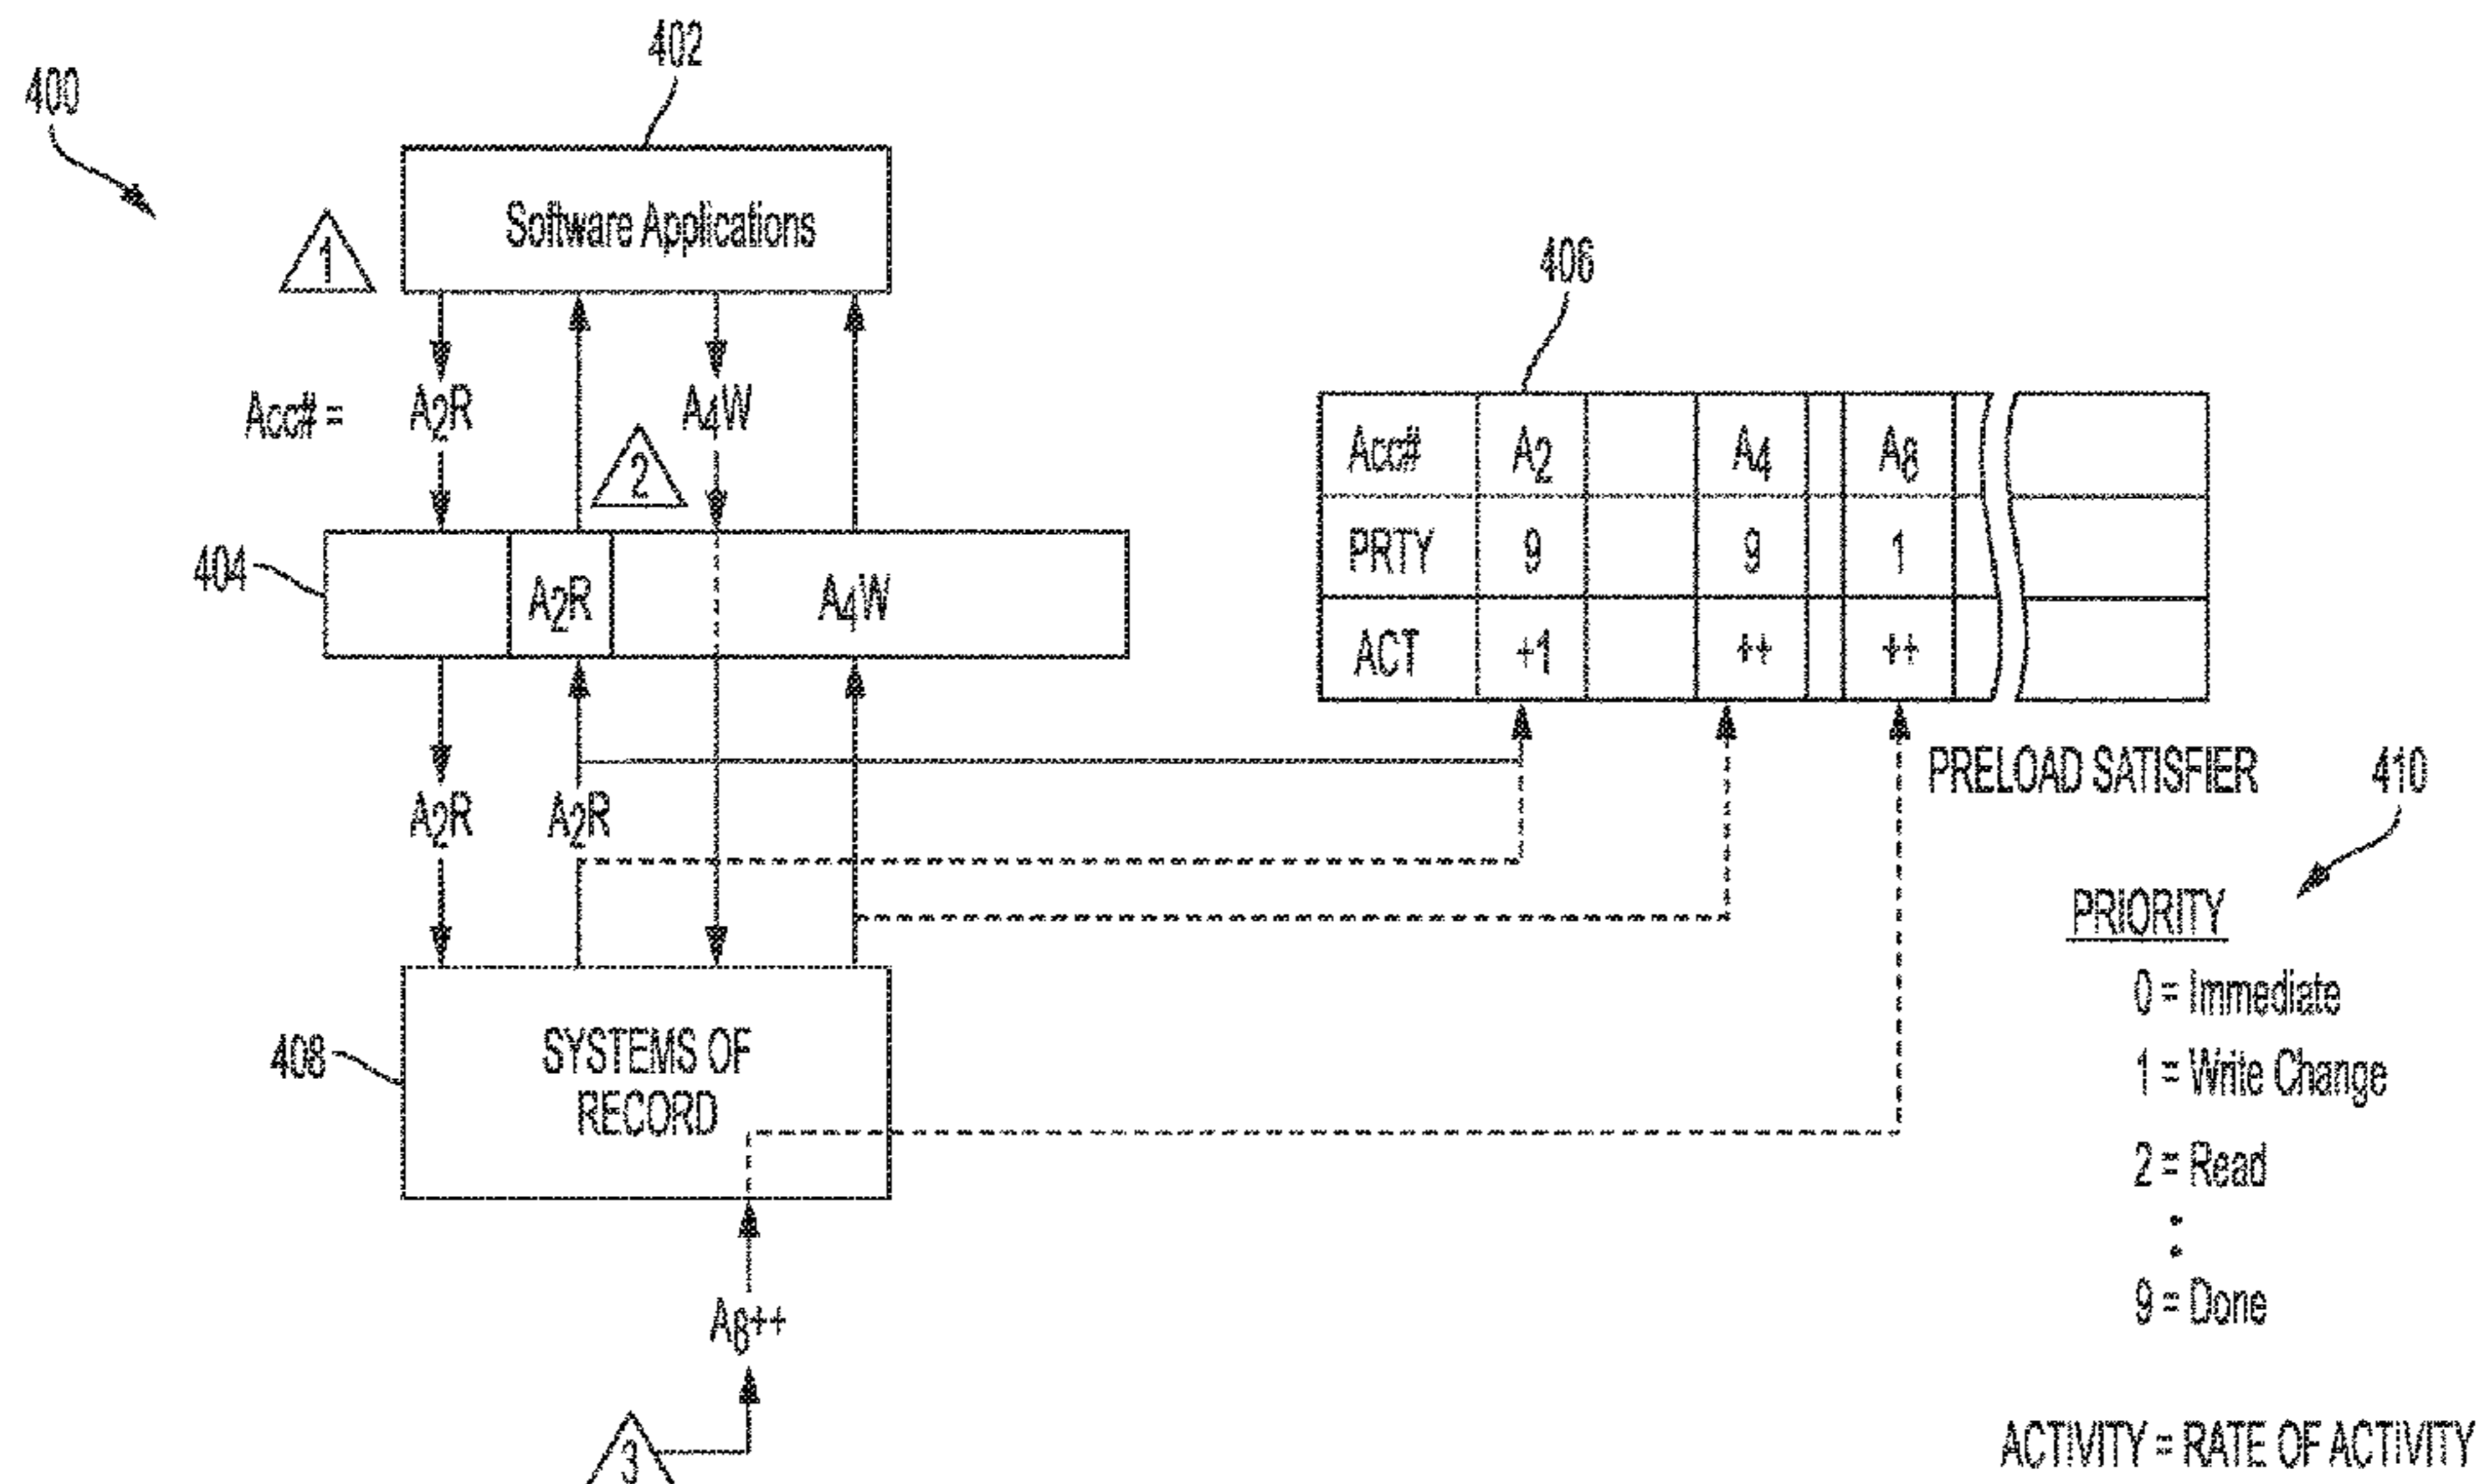 402
400
Software Applications
1
406
Acc# =
A2R
A4W
2
404
A2R
A4W
Acc# A2 A4 A8
PRTY 9 9 1
ACT +1 ++ ++
PRELOAD SATISFIER
410
A2R
A2R
PRIORITY
0 = Immediate
408
SYSTEMS OF
RECORD
1 = Write Change
2 = Read
9 = Done
A8++
3
ACTIVITY = RATE OF ACTIVITY